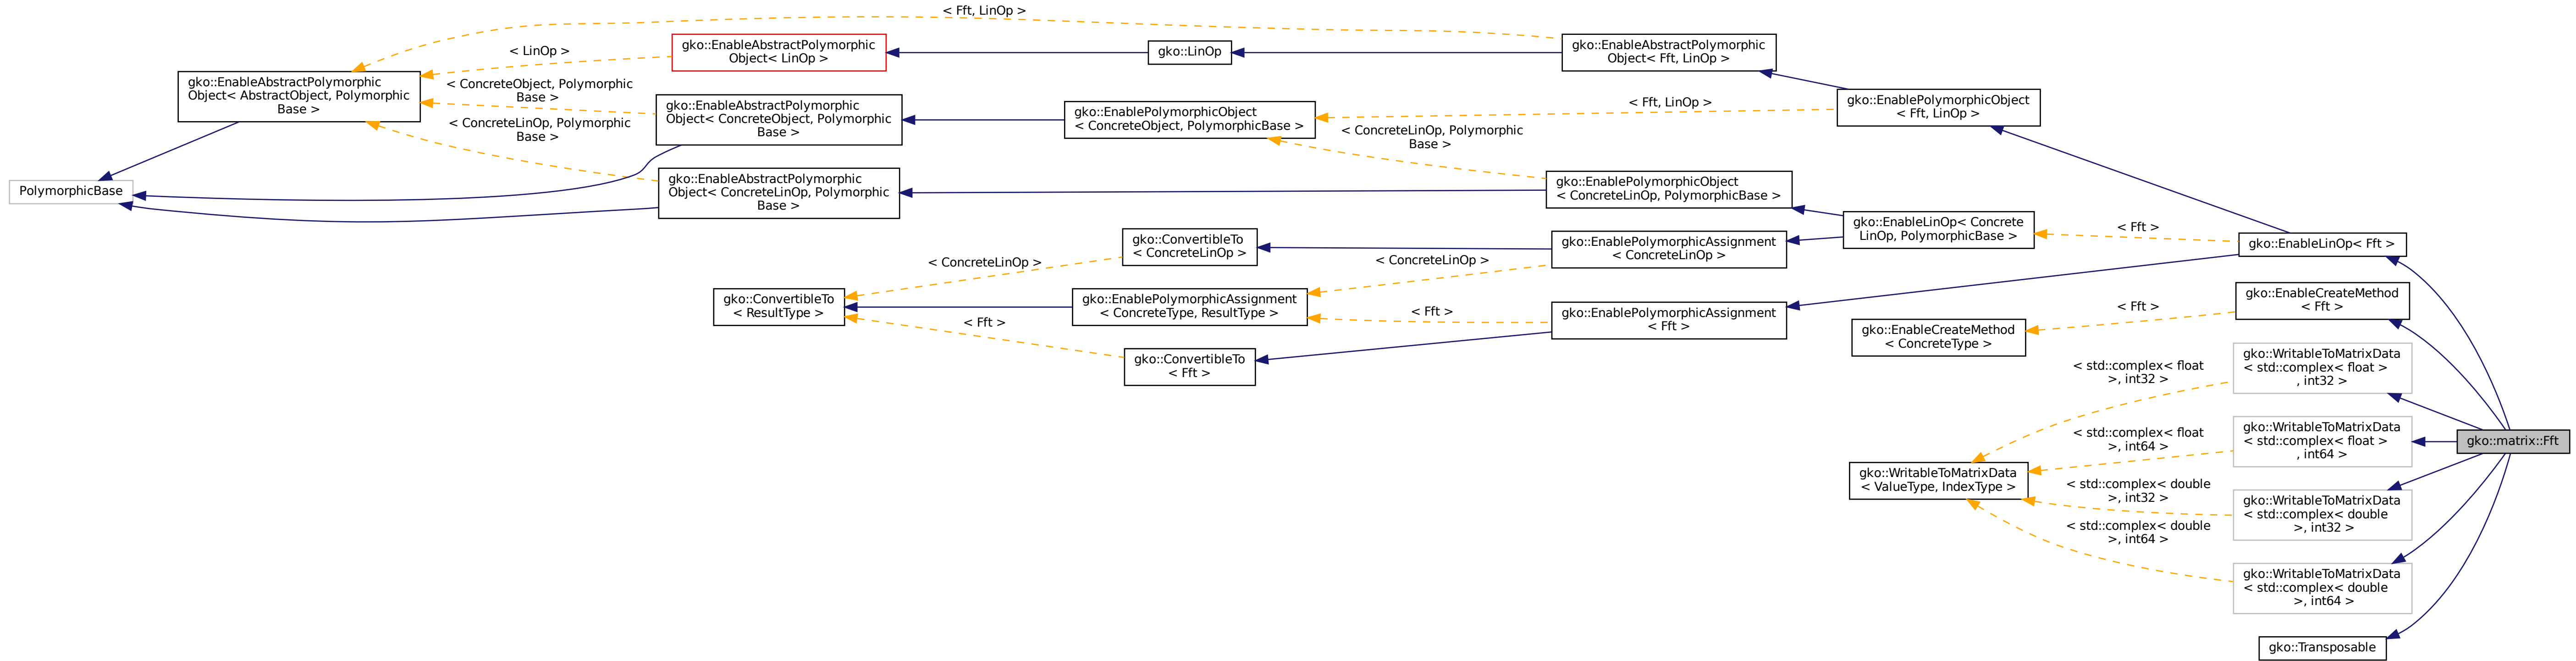 < Fft, LinOp >
< LinOp >
gko::EnableAbstractPolymorphic
Object< LinOp >
gko::LinOp
gko::EnableAbstractPolymorphic
Object< Fft, LinOp >
gko::EnableAbstractPolymorphic
Object< AbstractObject, Polymorphic
Base >
< ConcreteObject, Polymorphic
Base >
gko::EnableAbstractPolymorphic
Object< ConcreteObject, Polymorphic
Base >
gko::EnablePolymorphicObject
< ConcreteObject, PolymorphicBase >
< Fft, LinOp >
gko::EnablePolymorphicObject
< Fft, LinOp >
< ConcreteLinOp, Polymorphic
Base >
< ConcreteLinOp, Polymorphic
Base >
PolymorphicBase
gko::EnableAbstractPolymorphic
Object< ConcreteLinOp, Polymorphic
Base >
gko::EnablePolymorphicObject
< ConcreteLinOp, PolymorphicBase >
gko::EnableLinOp< Concrete
LinOp, PolymorphicBase >
< Fft >
gko::EnableLinOp< Fft >
gko::ConvertibleTo
< ConcreteLinOp >
gko::EnablePolymorphicAssignment
< ConcreteLinOp >
< ConcreteLinOp >
< ConcreteLinOp >
gko::ConvertibleTo
< ResultType >
gko::EnablePolymorphicAssignment
< ConcreteType, ResultType >
< Fft >
< Fft >
gko::EnablePolymorphicAssignment
< Fft >
gko::ConvertibleTo
< Fft >
gko::EnableCreateMethod
< ConcreteType >
< Fft >
gko::EnableCreateMethod
< Fft >
< std::complex< float
>, int32 >
gko::WritableToMatrixData
< std::complex< float >
, int32 >
< std::complex< float
>, int64 >
gko::WritableToMatrixData
< std::complex< float >
, int64 >
gko::matrix::Fft
gko::WritableToMatrixData
< ValueType, IndexType >
< std::complex< double
>, int32 >
gko::WritableToMatrixData
< std::complex< double
>, int32 >
< std::complex< double
>, int64 >
gko::WritableToMatrixData
< std::complex< double
>, int64 >
gko::Transposable